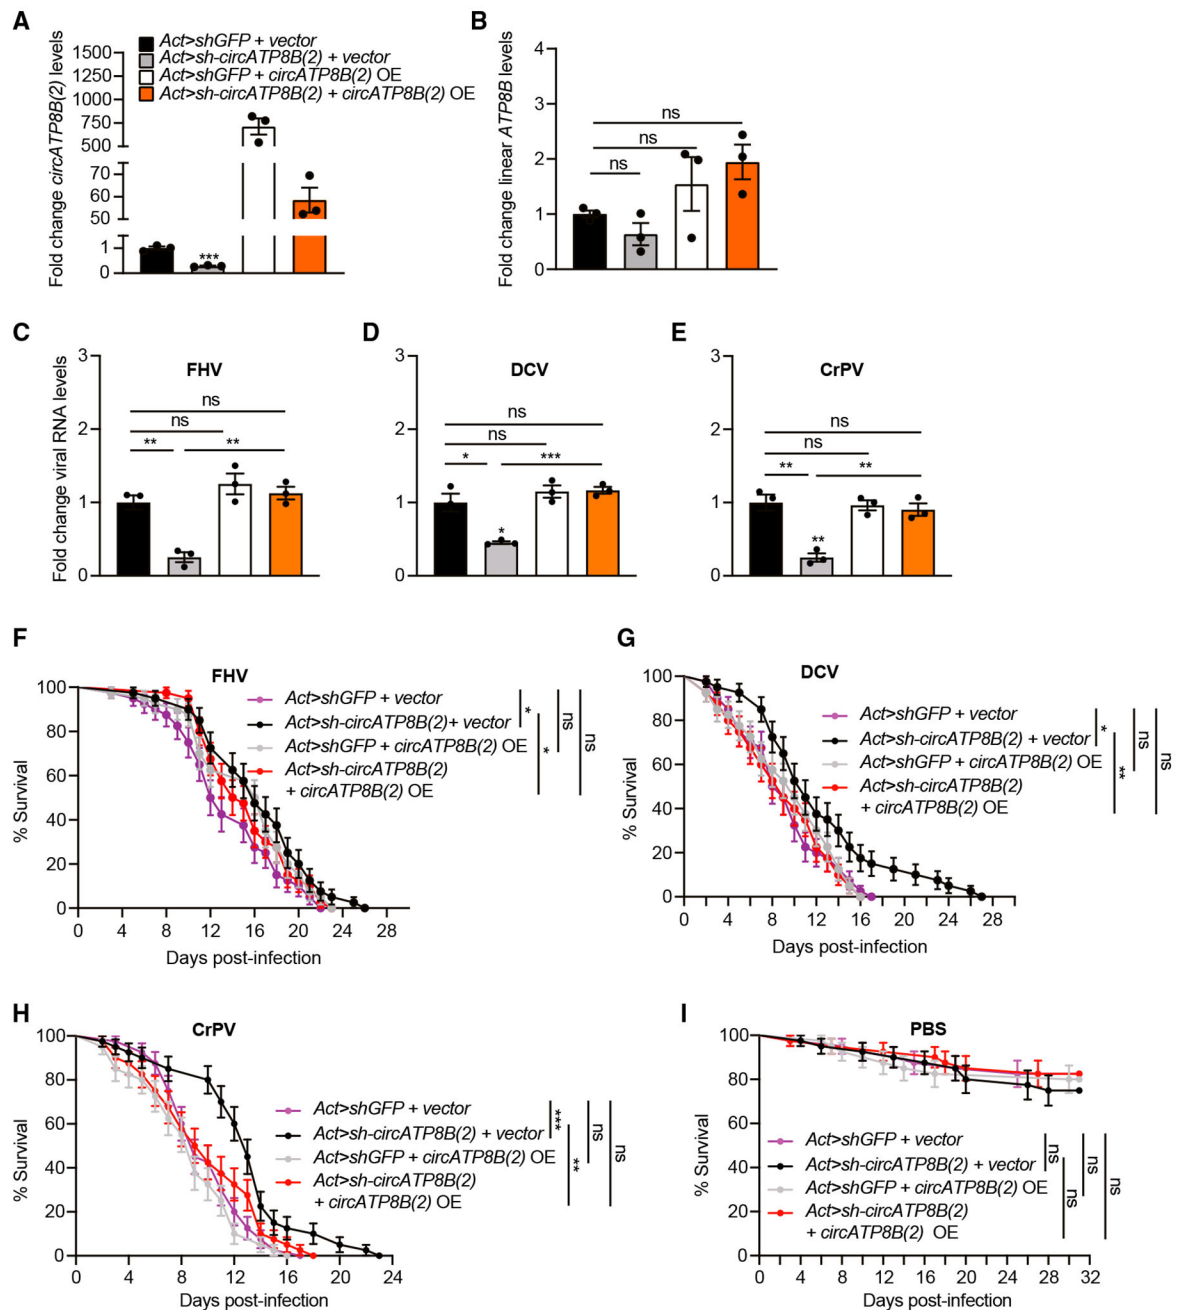 A
Fold change circATP8B(2) levels
1500
1250
1000
750
500
70
60
50
1
0
Act>shGFP + vector
Act>sh-circATP8B(2) + vector
Act>shGFP + circATP8B(2) OE
Act>sh-circATP8B(2) + circATP8B(2) OE
***
B
Fold change linear ATP8B levels
4
3
2
1
0
ns
ns
ns
C
FHV
Fold change viral RNA levels
3
2
1
0
ns
ns
**
**
D
DCV
3
2
1
0
ns
ns
*
***
*
E
CrPV
3
2
1
0
ns
ns
**
**
**
F
FHV
% Survival
100
80
60
40
20
0
0 4 8 12 16 20 24 28
Days post-infection
Act>shGFP + vector
Act>sh-circATP8B(2)+ vector
Act>shGFP + circATP8B(2) OE
Act>sh-circATP8B(2)
+ circATP8B(2) OE
*
*
ns
ns
G
DCV
% Survival
100
80
60
40
20
0
0 4 8 12 16 20 24 28
Days post-infection
Act>shGFP + vector
Act>sh-circATP8B(2) + vector
Act>shGFP + circATP8B(2) OE
Act>sh-circATP8B(2)
+ circATP8B(2) OE
*
**
ns
ns
H
CrPV
% Survival
100
80
60
40
20
0
0 4 8 12 16 20 24
Days post-infection
Act>shGFP + vector
Act>sh-circATP8B(2) + vector
Act>shGFP + circATP8B(2) OE
Act>sh-circATP8B(2)
+ circATP8B(2) OE
***
**
ns
ns
I
PBS
% Survival
100
80
60
40
20
0
0 4 8 12 16 20 24 28 32
Days post-infection
Act>shGFP + vector
Act>sh-circATP8B(2) + vector
Act>shGFP + circATP8B(2) OE
Act>sh-circATP8B(2)
+ circATP8B(2) OE
ns
ns
ns
ns